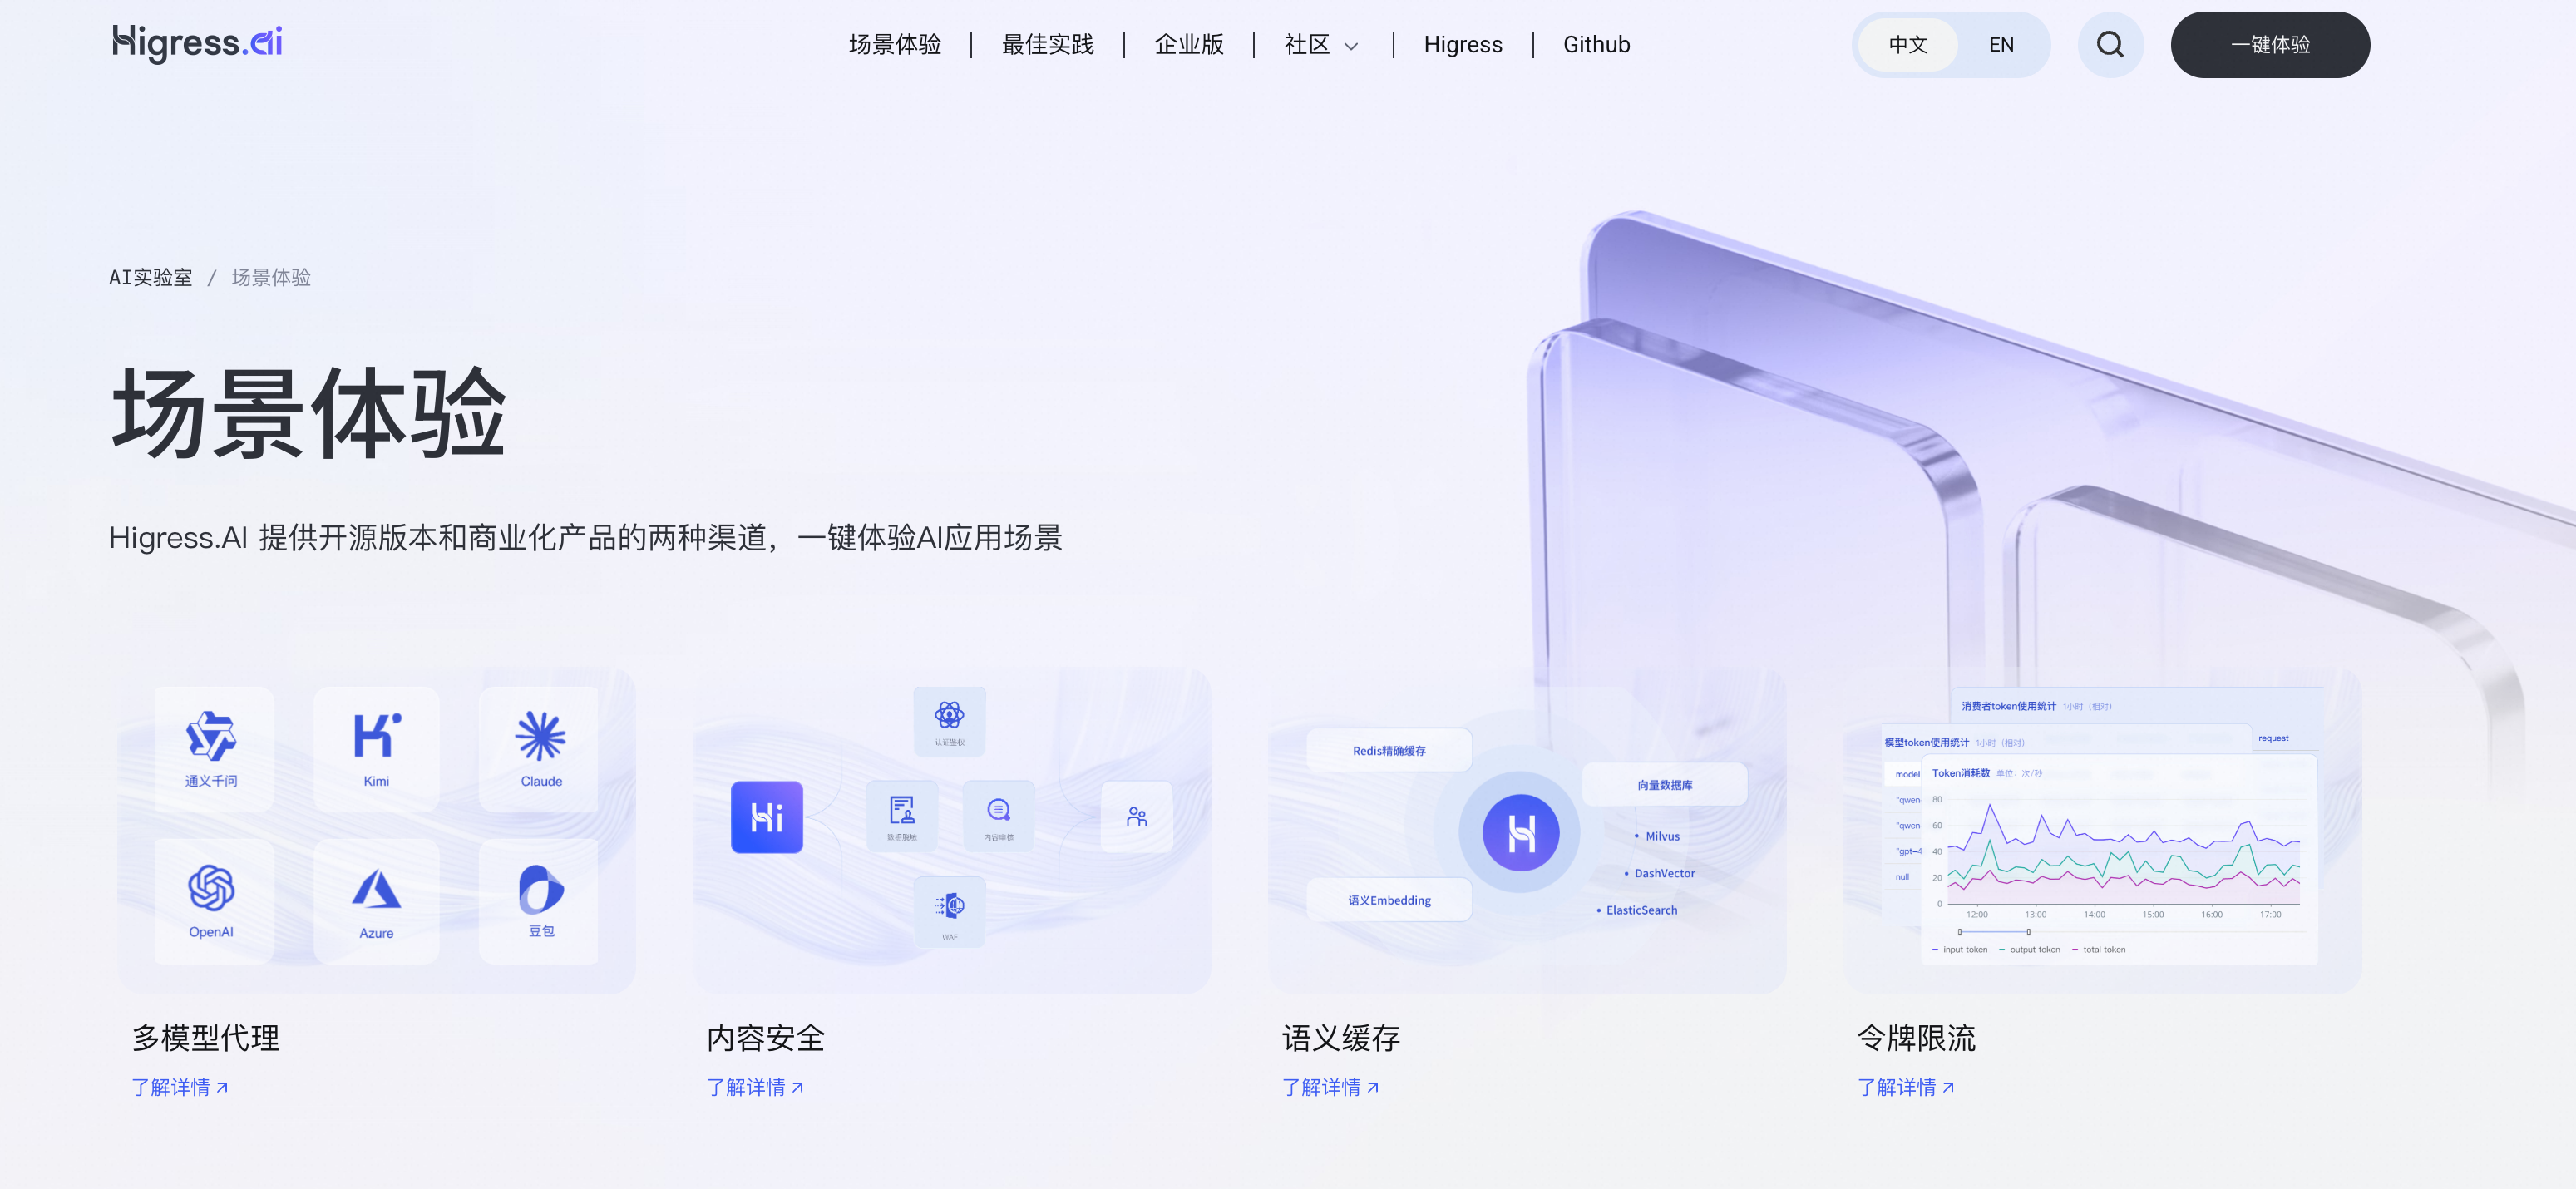 Higress.ai
场景体验 最佳实践 企业版 社区 Higress Github
中文 EN
一键体验
AI实验室 / 场景体验
场景体验
Higress.AI 提供开源版本和商业化产品的两种渠道，一键体验AI应用场景
通义千问 Kimi Claude
OpenAI Azure 豆包
多模型代理
了解详情
认证鉴权
Hi
数据脱敏 内容审核
WAF
内容安全
了解详情
Redis精确缓存
向量数据库
• Milvus
• DashVector
语义Embedding
• ElasticSearch
语义缓存
了解详情
消费者token使用统计 1小时（相对）
request
模型token使用统计 1小时（相对）
model
"qwen-
"qwen-
"gpt-4
null
Token消耗数 单位：次/秒
80
60
40
20
0
12:00 13:00 14:00 15:00 16:00 17:00
input token output token total token
令牌限流
了解详情